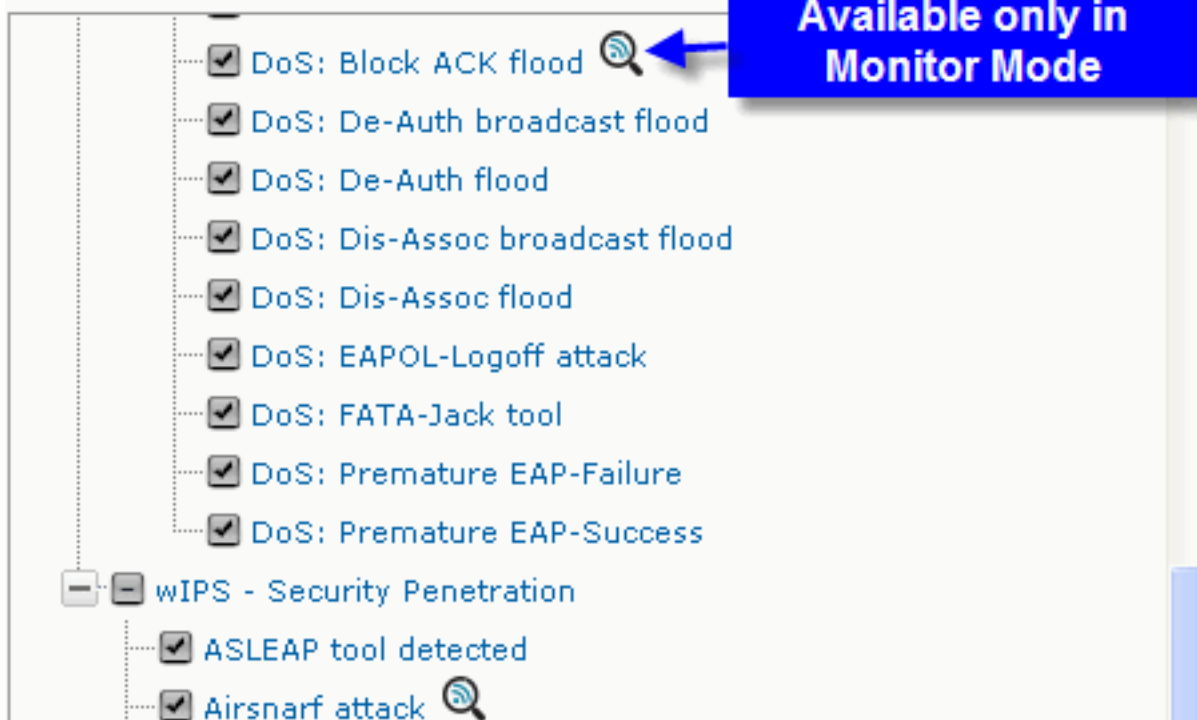 Available only in
Monitor Mode
DoS: Block ACK flood
DoS: De-Auth broadcast flood
DoS: De-Auth flood
DoS: Dis-Assoc broadcast flood
DoS: Dis-Assoc flood
DoS: EAPOL-Logoff attack
DoS: FATA-Jack tool
DoS: Premature EAP-Failure
DoS: Premature EAP-Success
wIPS - Security Penetration
ASLEAP tool detected
Airsnarf attack